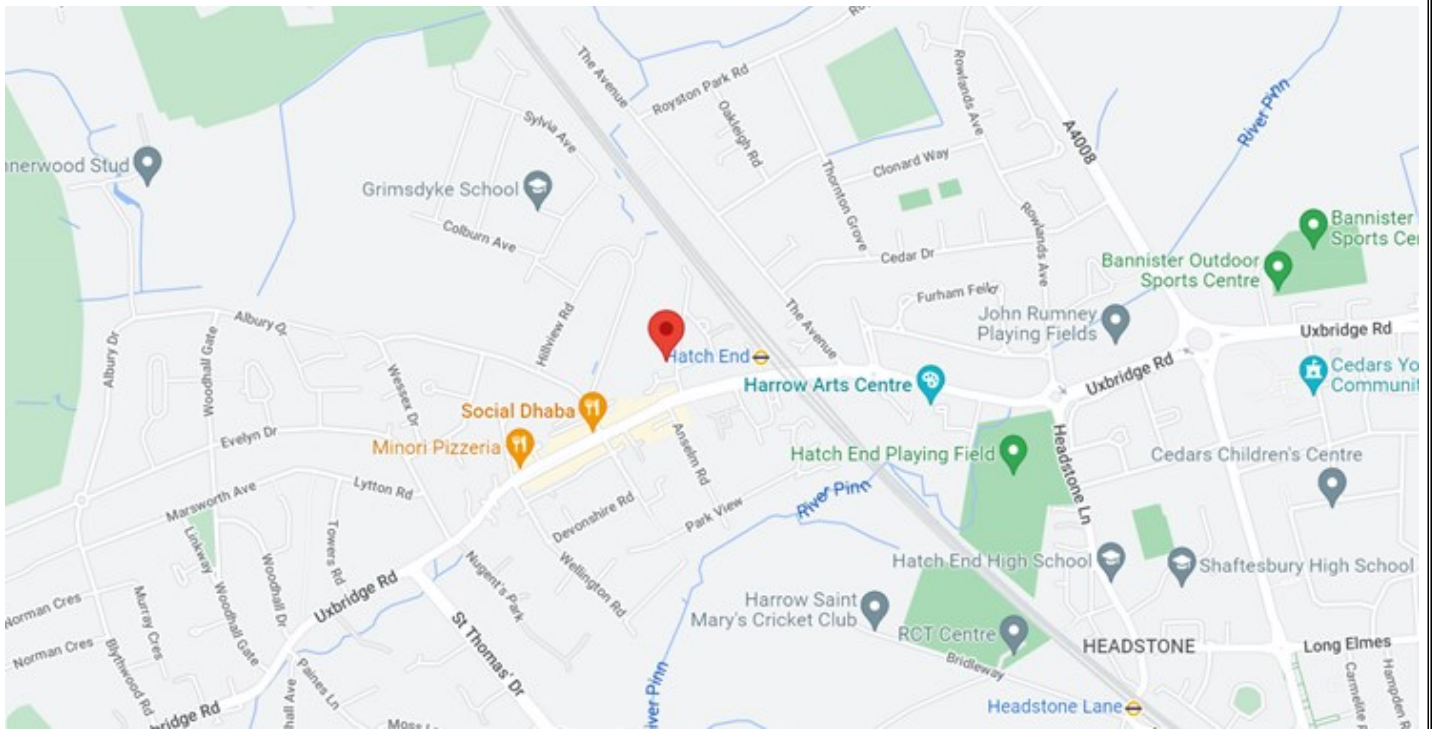 The Avenue
Royston Park Rd
Oakleigh Rd
Rowlands Ave
A4008
River Pinn
Sylvia Ave
Clonard Way
Thornton Grove
nnerwood Stud
Grimsdyke School
Colburn Ave
Rowlands Ave
Bannister
Sports Cer
Cedar Dr
Bannister Outdoor
Sports Centre
Furham Feild
John Rumney
Playing Fields
The Avenue
Uxbridge Rd
Albury Dr
Albury Dr
Woodhall Gate
Hillview Rd
Hatch End
Wessex Dr
Harrow Arts Centre
Uxbridge Rd
Cedars Yo
Communit
Social Dhaba
Minori Pizzeria
Evelyn Dr
Anselm Rd
Hatch End Playing Field
Headstone Ln
Cedars Children's Centre
Marsworth Ave
Lytton Rd
Devonshire Rd
Park View
River Pinn
Linkway
Towers Rd
Woodhall Dr
Nugent's Park
Wellington Rd
Hatch End High School
Shaftesbury High School
Norman Cres
Murray Cres
Woodhall Gate
Uxbridge Rd
Harrow Saint
Mary's Cricket Club
RCT Centre
HEADSTONE
Long Elmes
Norman Cres
Blythwood Rd
Paines Ln
St Thomas' Dr
Bridleway
Carmelite A
Hampden R
bridge Rd
hall Ave
Moss L
iver Pinn
Headstone Lane